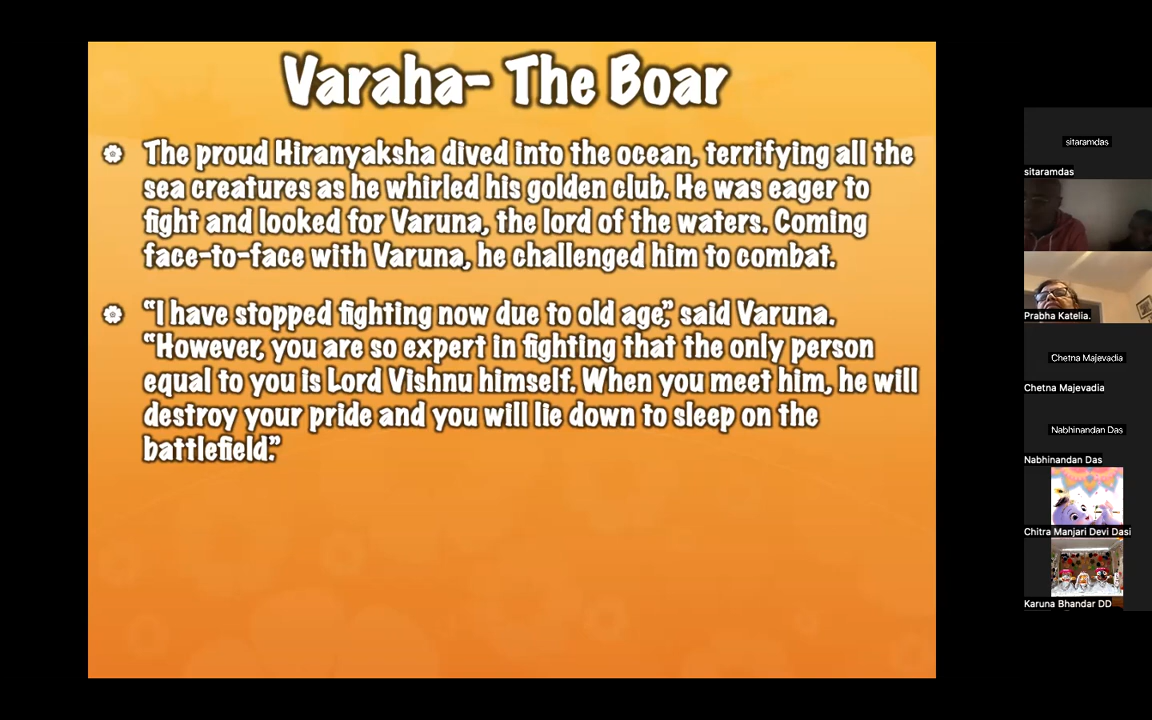 Varaha- The Boar
The proud Hiranyaksha dived into the ocean, terrifying all the
sea creatures as he whirled his golden club. He was eager to
fight and looked for Varuna, the lord of the waters. Coming
face-to-face with Varuna, he challenged him to combat.
“I have stopped fighting now due to old age,” said Varuna.
“However, you are so expert in fighting that the only person
equal to you is Lord Vishnu himself. When you meet him, he will
destroy your pride and you will lie down to sleep on the
battlefield.”
sitaramdas
sitaramdas
Prabha Katelia.
Chetna Majevadia
Chetna Majevadia
Nabhinandan Das
Nabhinandan Das
Chitra Manjari Devi Dasi
Karuna Bhandar DD